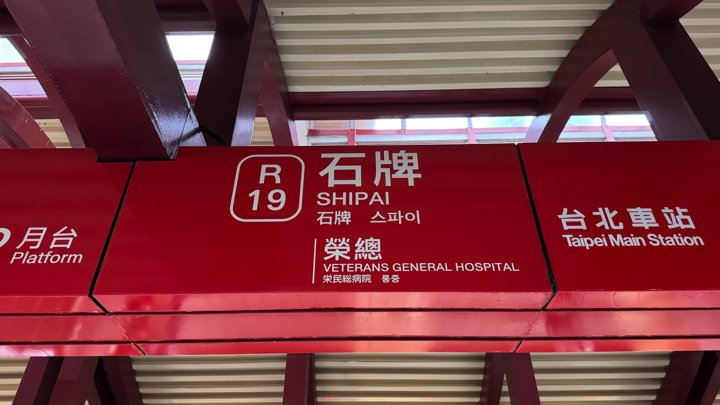 月台
Platform
R
19
石牌
SHIPAI
石牌 스파이
榮總
VETERANS GENERAL HOSPITAL
栄民総病院 룽중
台北車站
Taipei Main Station